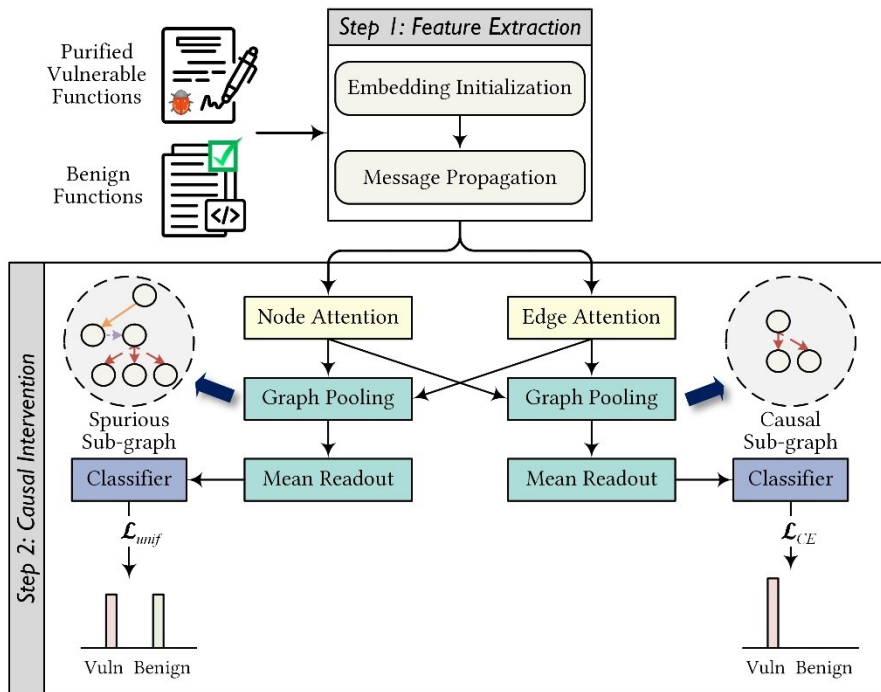 Step 1: Feature Extraction
Purified
Vulnerable
Functions
Embedding Initialization
Message Propagation
Benign
Functions
</>
Step 2: Causal Intervention
Node Attention
Edge Attention
Graph Pooling
Graph Pooling
Spurious
Sub-graph
Causal
Sub-graph
Classifier
Mean Readout
Mean Readout
Classifier
ℒunif
ℒCE
Vuln Benign
Vuln Benign